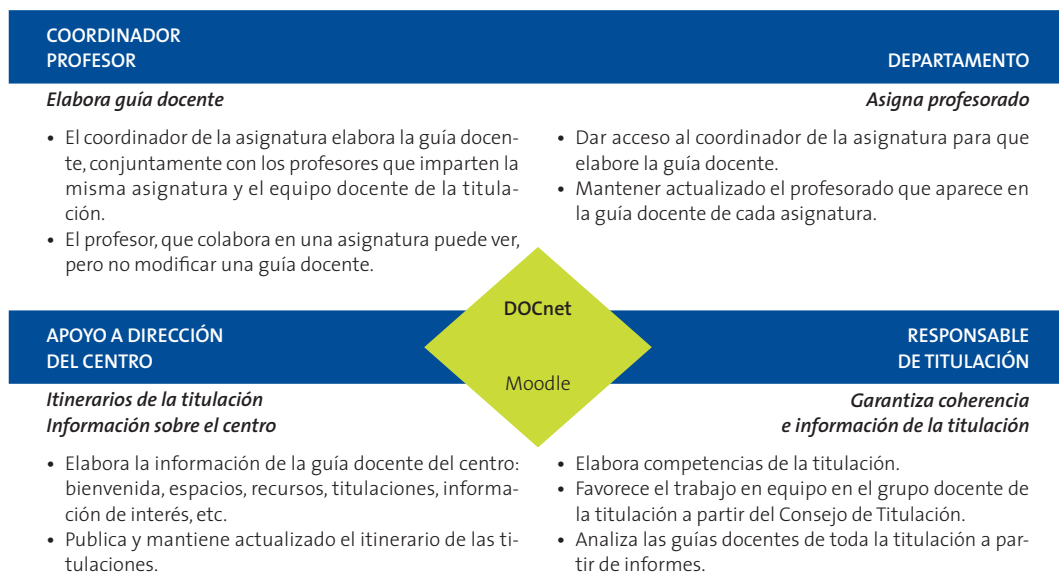 COORDINADOR
PROFESOR
DEPARTAMENTO
Elabora guía docente
Asigna profesorado
• El coordinador de la asignatura elabora la guía docen-
te, conjuntamente con los profesores que imparten la
misma asignatura y el equipo docente de la titula-
ción.
• El profesor, que colabora en una asignatura puede ver,
pero no modificar una guía docente.
• Dar acceso al coordinador de la asignatura para que
elabore la guía docente.
• Mantener actualizado el profesorado que aparece en
la guía docente de cada asignatura.
DOCnet
Moodle
APOYO A DIRECCIÓN
DEL CENTRO
RESPONSABLE
DE TITULACIÓN
Itinerarios de la titulación
Información sobre el centro
Garantiza coherencia
e información de la titulación
• Elabora la información de la guía docente del centro:
bienvenida, espacios, recursos, titulaciones, informa-
ción de interés, etc.
• Publica y mantiene actualizado el itinerario de las ti-
tulaciones.
• Elabora competencias de la titulación.
• Favorece el trabajo en equipo en el grupo docente de
la titulación a partir del Consejo de Titulación.
• Analiza las guías docentes de toda la titulación a par-
tir de informes.